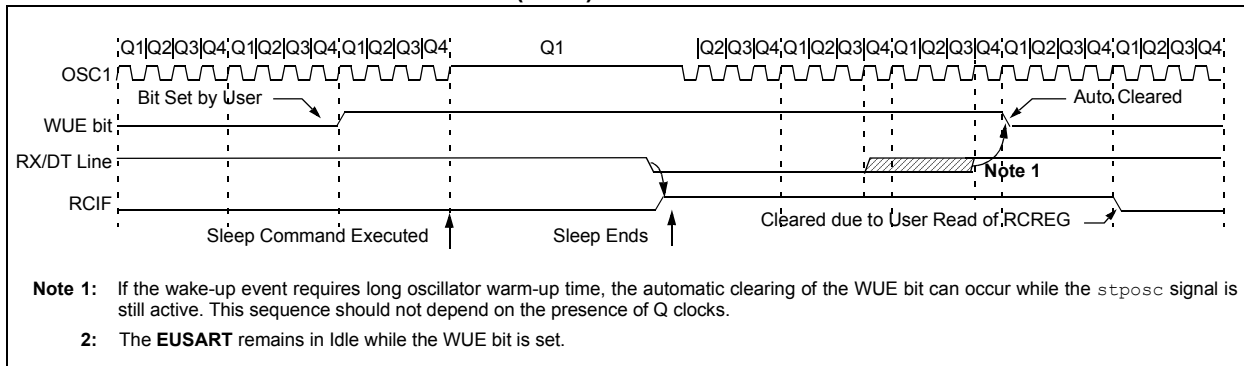 Q1|Q2|Q3|Q4|Q1|Q2|Q3|Q4|Q1|Q2|Q3|Q4 Q1 Q2|Q3|Q4|Q1|Q2|Q3|Q4|Q1|Q2|Q3|Q4|Q1|Q2|Q3|Q4|Q1|Q2|Q3|Q4
OSC1
Bit Set by User Auto Cleared
WUE bit
RX/DT Line
Note 1
RCIF
Cleared due to User Read of RCREG
Sleep Command Executed Sleep Ends
Note 1: If the wake-up event requires long oscillator warm-up time, the automatic clearing of the WUE bit can occur while the stposc signal is
still active. This sequence should not depend on the presence of Q clocks.
2: The EUSART remains in Idle while the WUE bit is set.